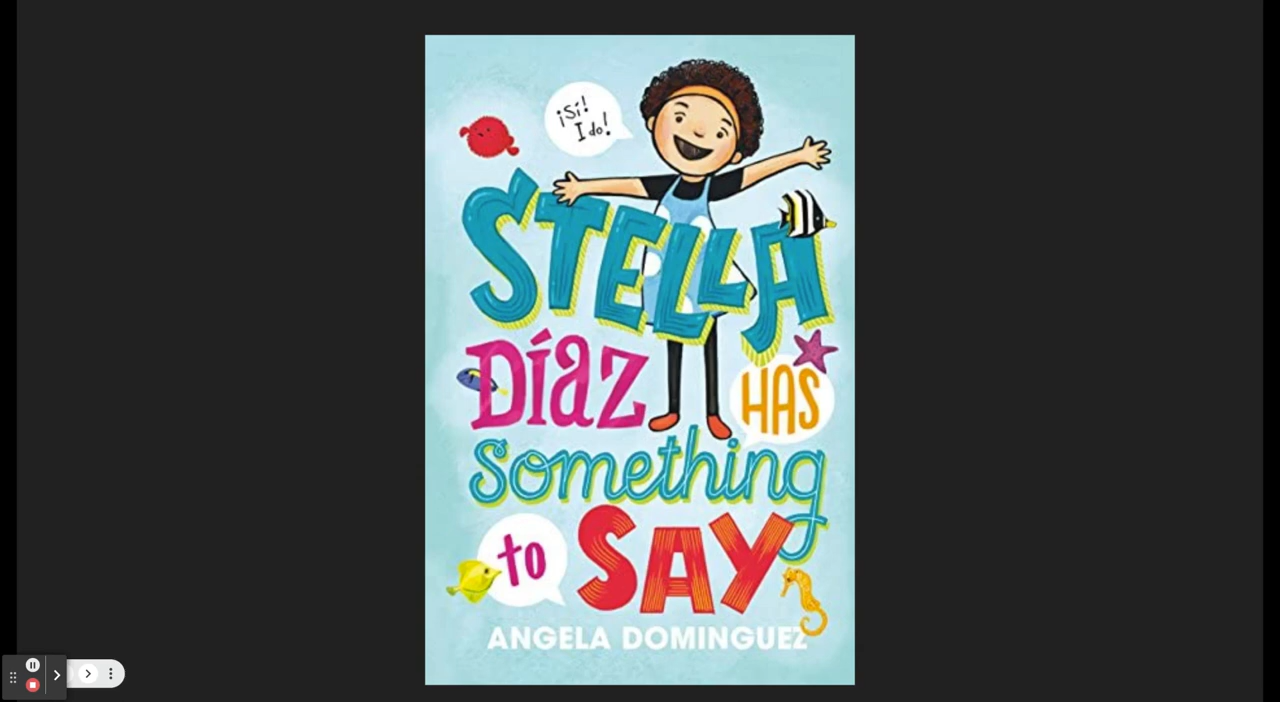 ¡Sí!
I do!
STELLA
Díaz HAS
something
to SAY
ANGELA DOMINGUEZ